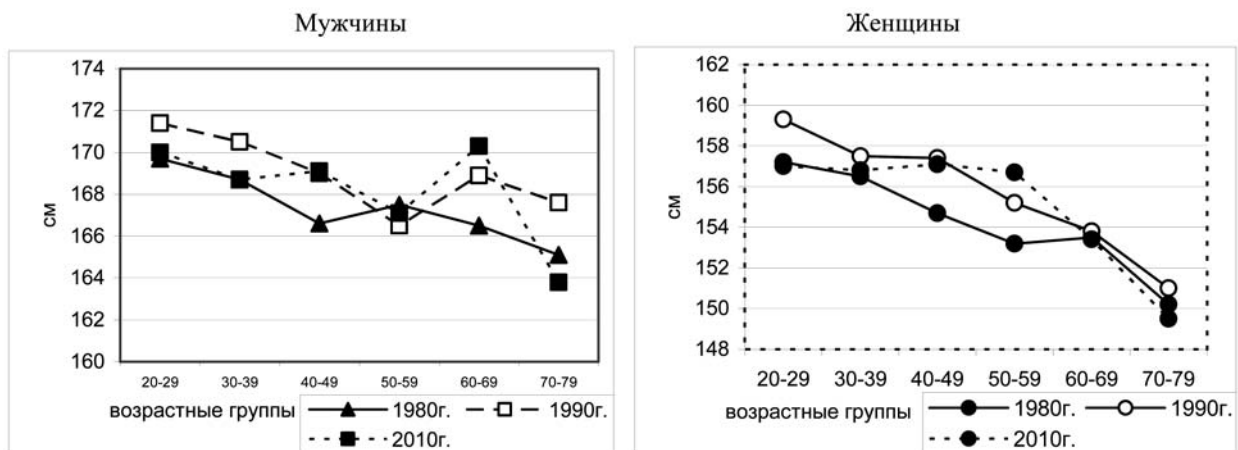 Мужчины
см
174
172
170
168
166
164
162
160
20-29 30-39 40-49 50-59 60-69 70-79
возрастные группы
1980г. 1990г.
2010г.
Женщины
см
162
160
158
156
154
152
150
148
20-29 30-39 40-49 50-59 60-69 70-79
возрастные группы
1980г. 1990г.
2010г.